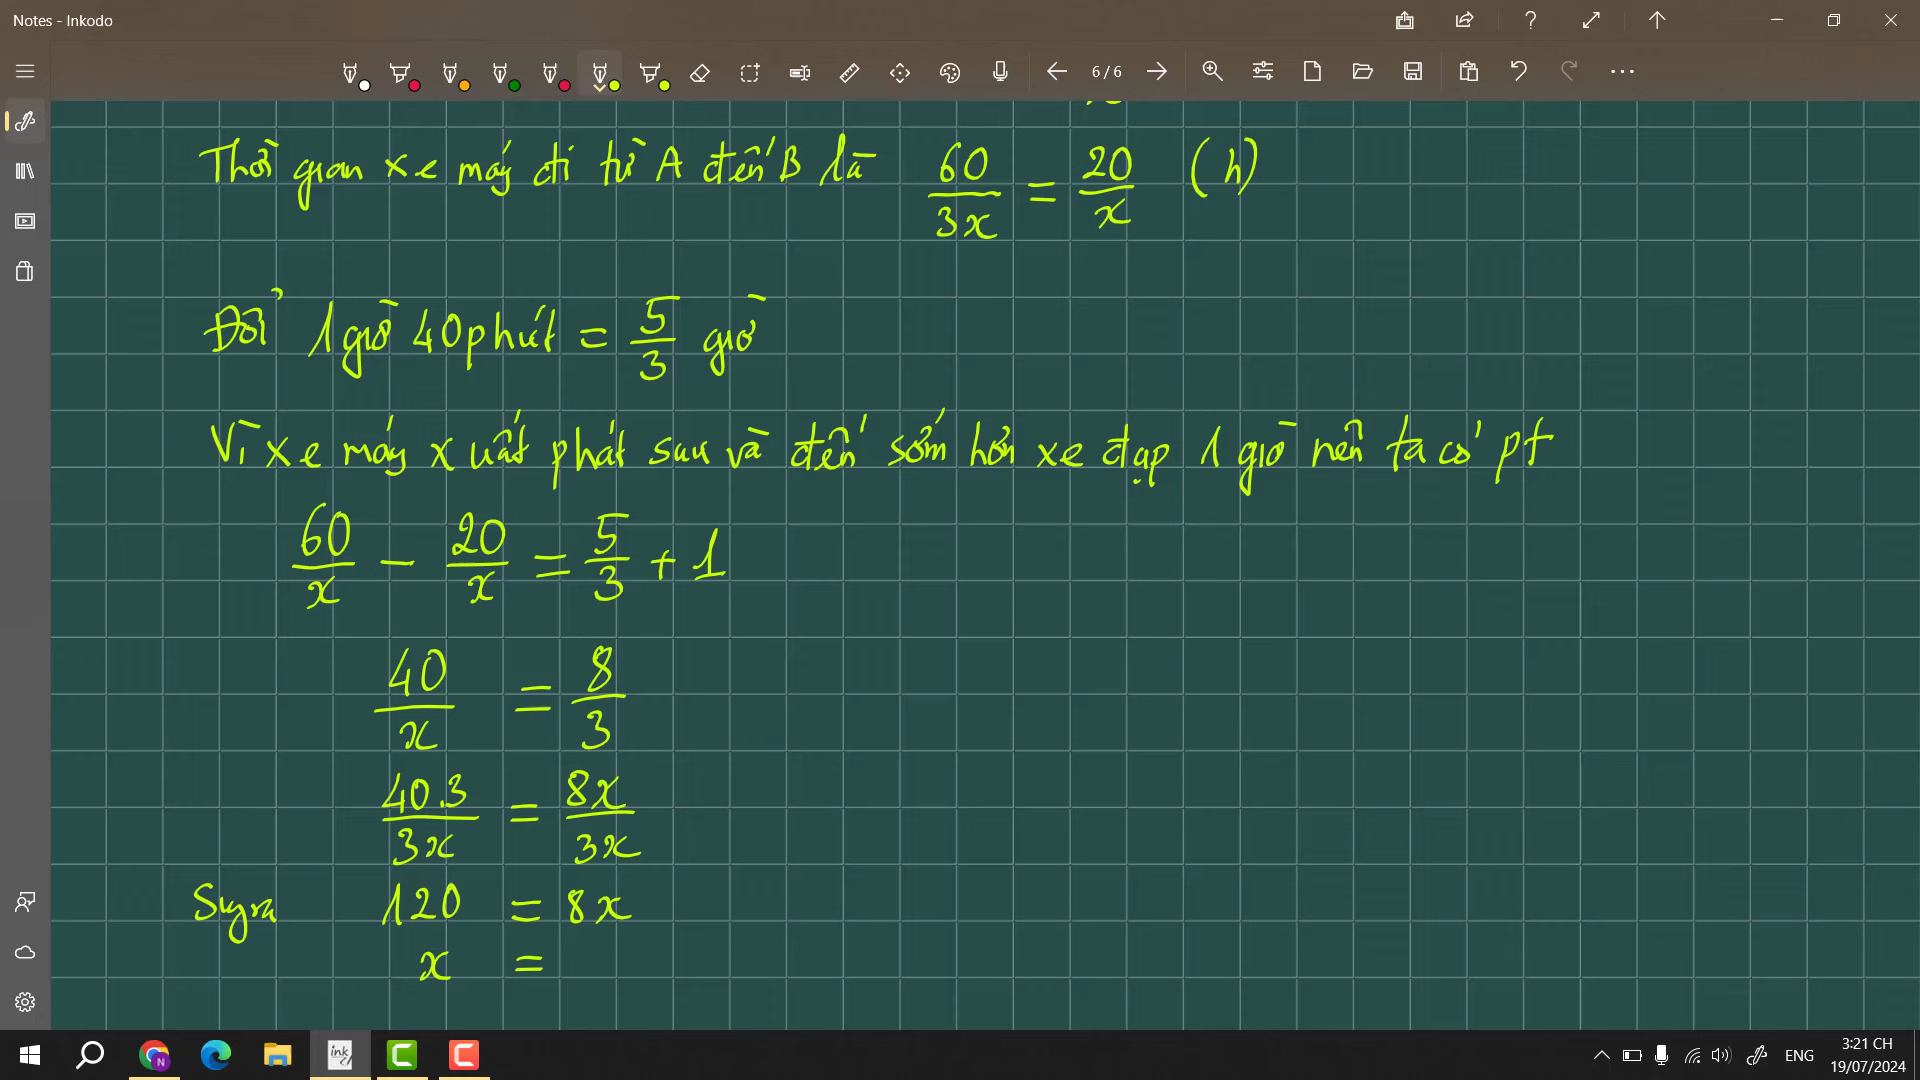 Notes - Inkodo
6 / 6
Thời gian xe máy đi từ A đến B là 60/3x = 20/x (h)
Đổi 1 giờ 40 phút = 5/3 giờ
Vì xe máy xuất phát sau và đến sớm hơn xe đạp 1 giờ nên ta có pt
60/x - 20/x = 5/3 + 1
40/x = 8/3
40.3/3x = 8x/3x
Suy ra 120 = 8x
x =
ENG
3:21 CH
19/07/2024